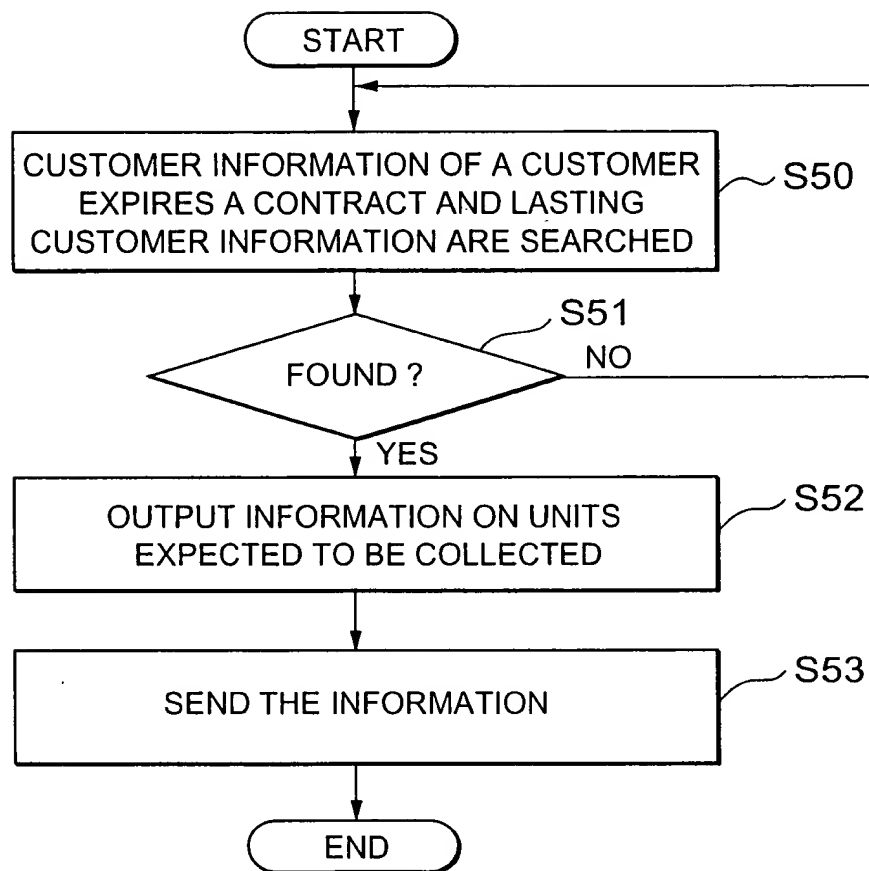 START
CUSTOMER INFORMATION OF A CUSTOMER
EXPIRES A CONTRACT AND LASTING
CUSTOMER INFORMATION ARE SEARCHED
S50
S51
FOUND ?
NO
YES
OUTPUT INFORMATION ON UNITS
EXPECTED TO BE COLLECTED
S52
SEND THE INFORMATION
S53
END